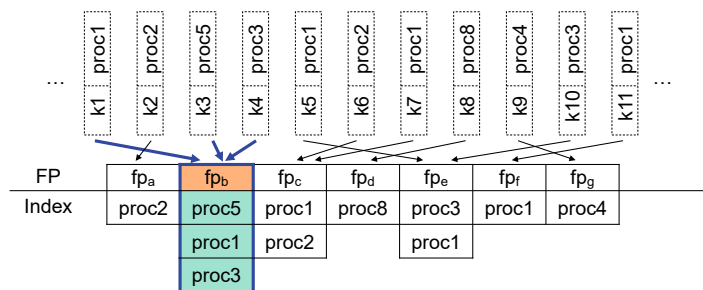 ... proc1 proc2 proc5 proc3 proc1 proc2 proc1 proc8 proc4 proc3 proc1 ...
k1 k2 k3 k4 k5 k6 k7 k8 k9 k10 k11
FP fpa fpb fpc fpd fpe fpf fpg
Index proc2 proc5 proc1 proc8 proc3 proc1 proc4
proc1 proc2 proc1
proc3